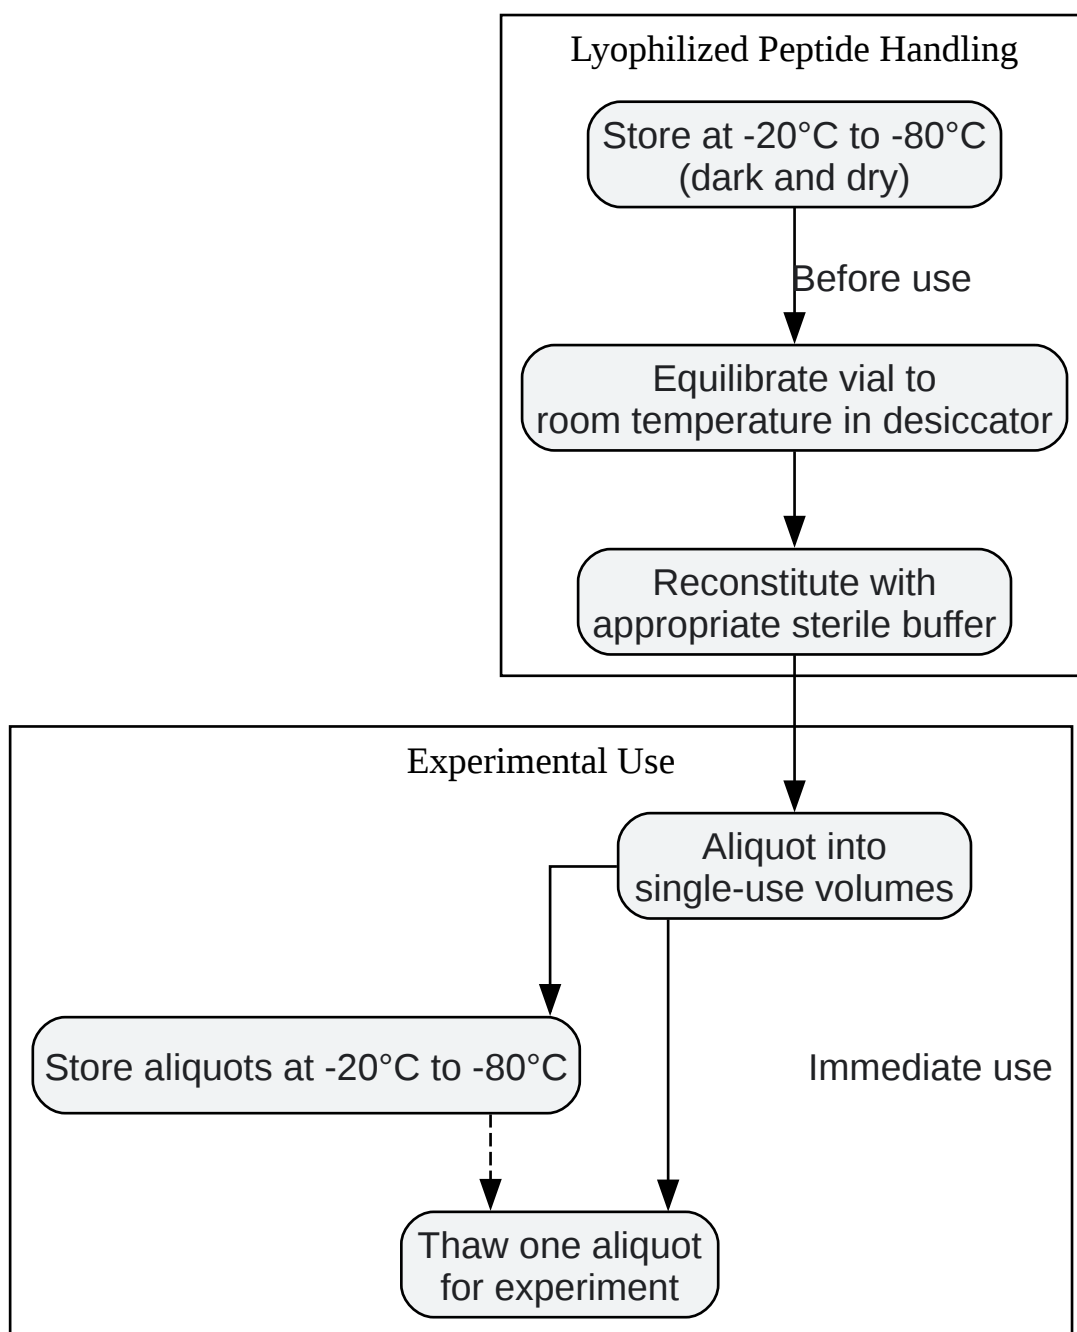 Lyophilized Peptide Handling
Store at -20°C to -80°C
(dark and dry)
Before use
Equilibrate vial to
room temperature in desiccator
Reconstitute with
appropriate sterile buffer
Experimental Use
Aliquot into
single-use volumes
Store aliquots at -20°C to -80°C
Immediate use
Thaw one aliquot
for experiment